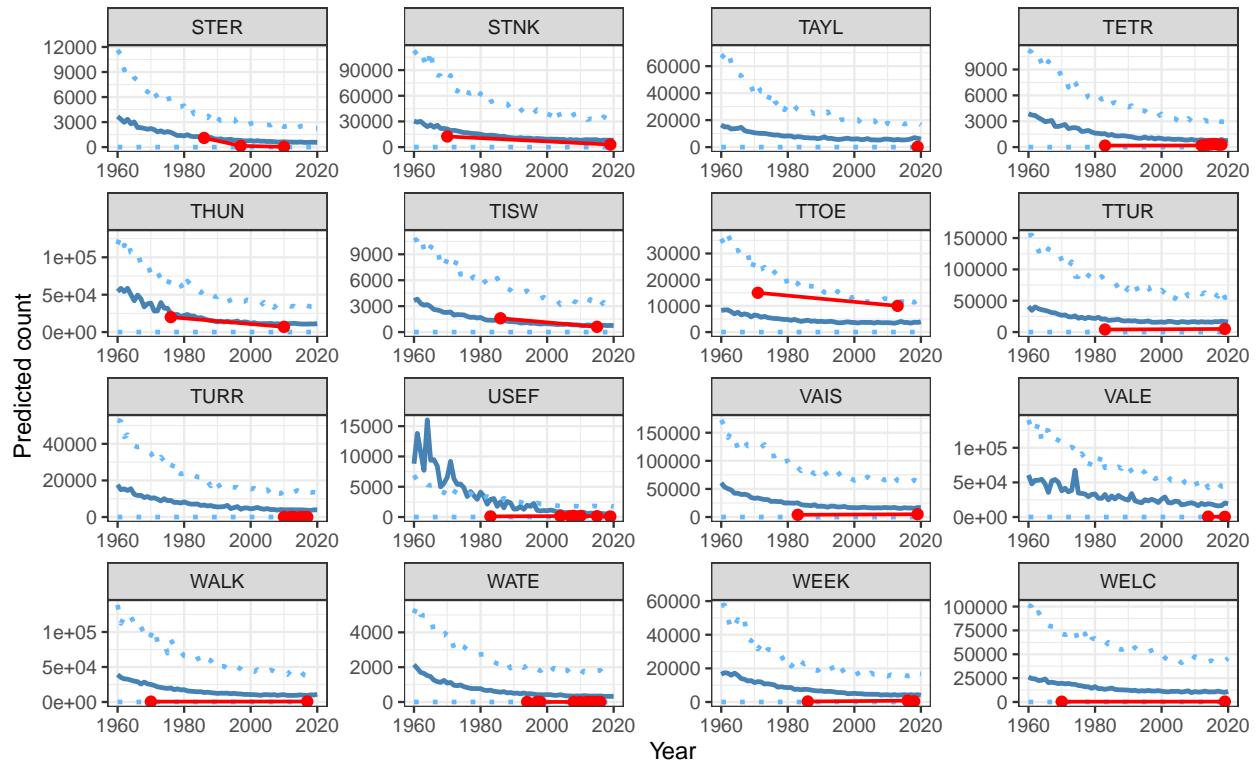 STER STNK TAYL TETR
12000
9000
6000
3000
0
1960 1980 2000 2020
90000
60000
30000
0
1960 1980 2000 2020
60000
40000
20000
0
1960 1980 2000 2020
9000
6000
3000
0
1960 1980 2000 2020
THUN TISW TTOE TTUR
1e+05
5e+04
0e+00
1960 1980 2000 2020
9000
6000
3000
0
1960 1980 2000 2020
30000
20000
10000
0
1960 1980 2000 2020
150000
100000
50000
0
1960 1980 2000 2020
Predicted count
TURR USEF VAIS VALE
40000
20000
0
1960 1980 2000 2020
15000
10000
5000
0
1960 1980 2000 2020
150000
100000
50000
0
1960 1980 2000 2020
1e+05
5e+04
0e+00
1960 1980 2000 2020
WALK WATE WEEK WELC
1e+05
5e+04
0e+00
1960 1980 2000 2020
4000
2000
0
1960 1980 2000 2020
60000
40000
20000
0
1960 1980 2000 2020
100000
75000
50000
25000
0
1960 1980 2000 2020
Year